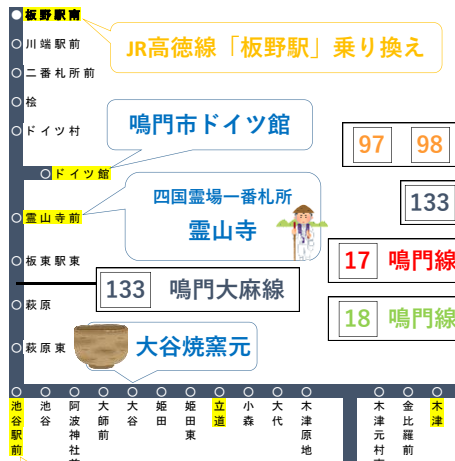 板野駅南
JR高徳線「板野駅」乗り換え
川端駅前
二番札所前
桧
ドイツ村
鳴門市ドイツ館
97
98
ドイツ館
四国霊場一番札所
霊山寺
133
霊山寺前
板東駅東
17 鳴門線
133 鳴門大麻線
萩原
18 鳴門線
萩原東
大谷焼窯元
池谷駅前
池谷
阿波神社前
大師前
大谷
姫田
姫田東
立道
小森
大代
木津原地
木津元村
金比羅前
木津